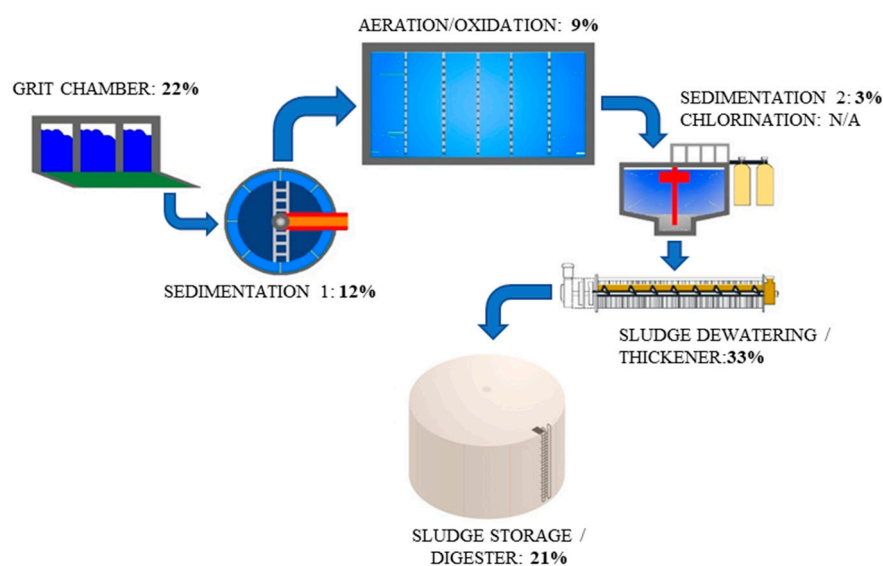 AERATION/OXIDATION: 9%
GRIT CHAMBER: 22%
SEDIMENTATION 2: 3%
CHLORINATION: N/A
SEDIMENTATION 1: 12%
SLUDGE DEWATERING /
THICKENER:33%
SLUDGE STORAGE /
DIGESTER: 21%